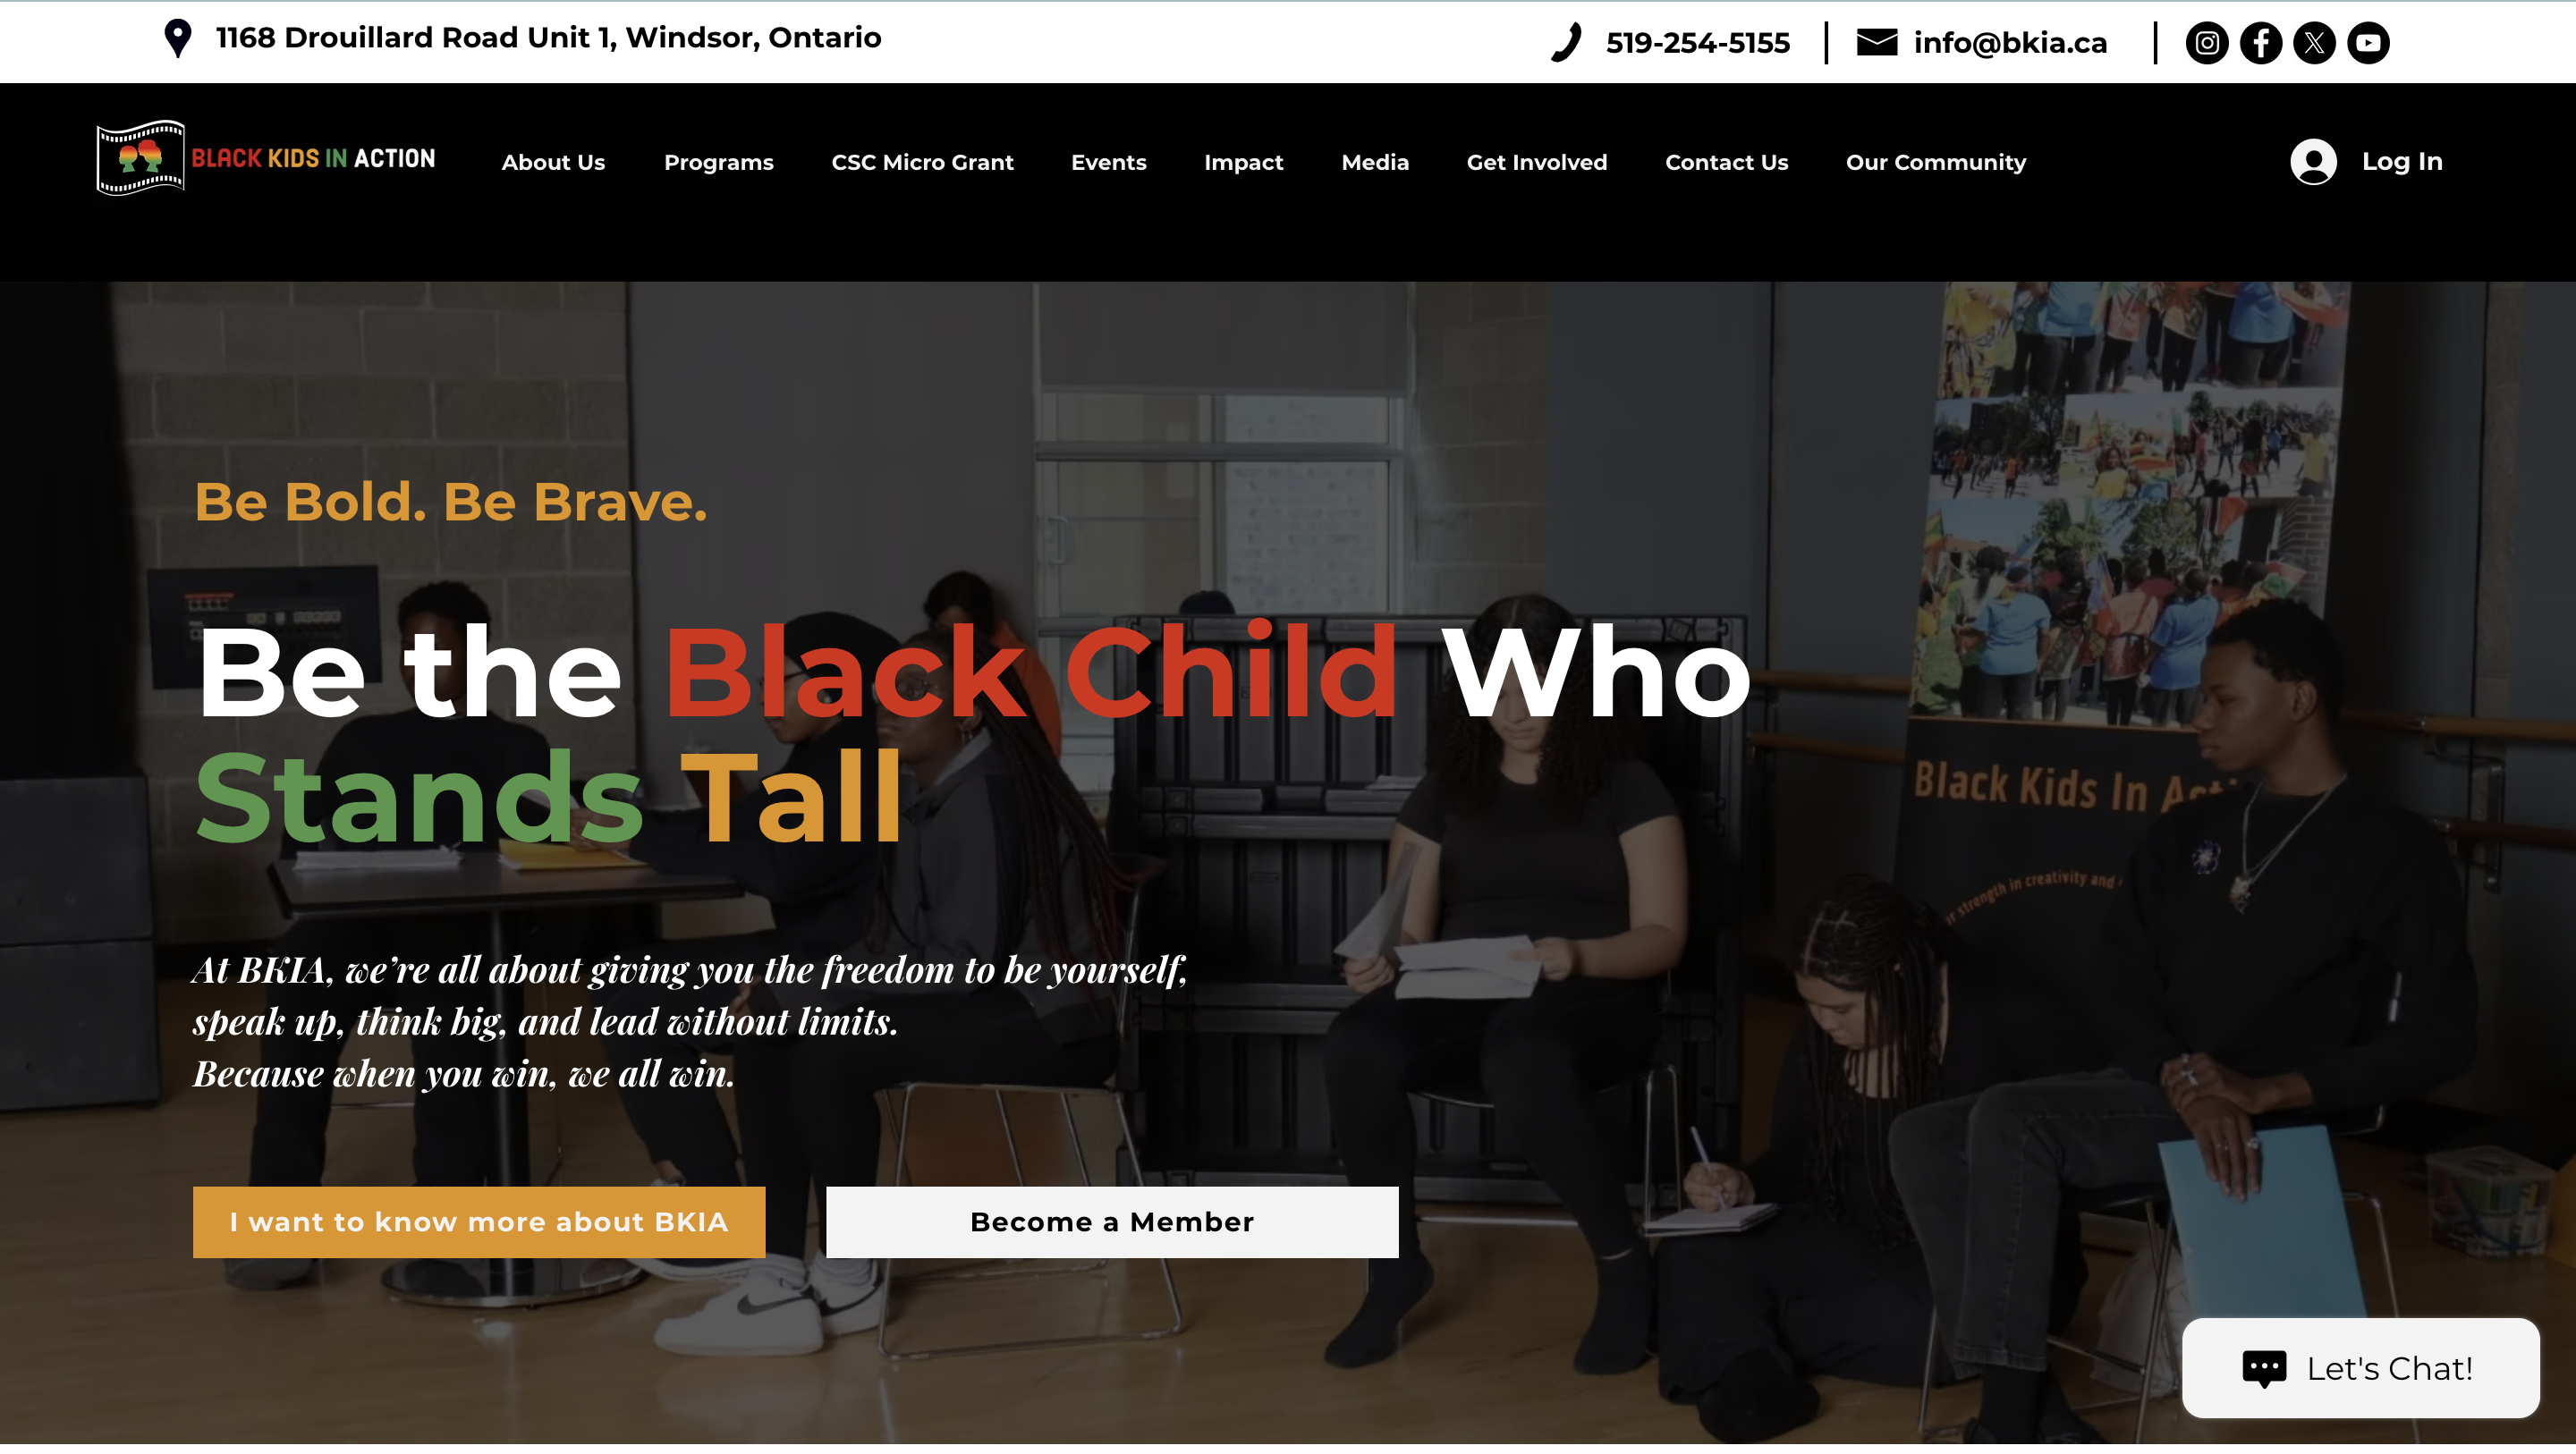 1168 Drouillard Road Unit 1, Windsor, Ontario
519-254-5155
info@bkia.ca
BLACK KIDS IN ACTION
About Us
Programs
CSC Micro Grant
Events
Impact
Media
Get Involved
Contact Us
Our Community
Log In
Be Bold. Be Brave.
Be the Black Child Who
Stands Tall
Black Kids In
strength in creativity and
At BKIA, we’re all about giving you the freedom to be yourself,
speak up, think big, and lead without limits.
Because when you win, we all win.
I want to know more about BKIA
Become a Member
Let's Chat!